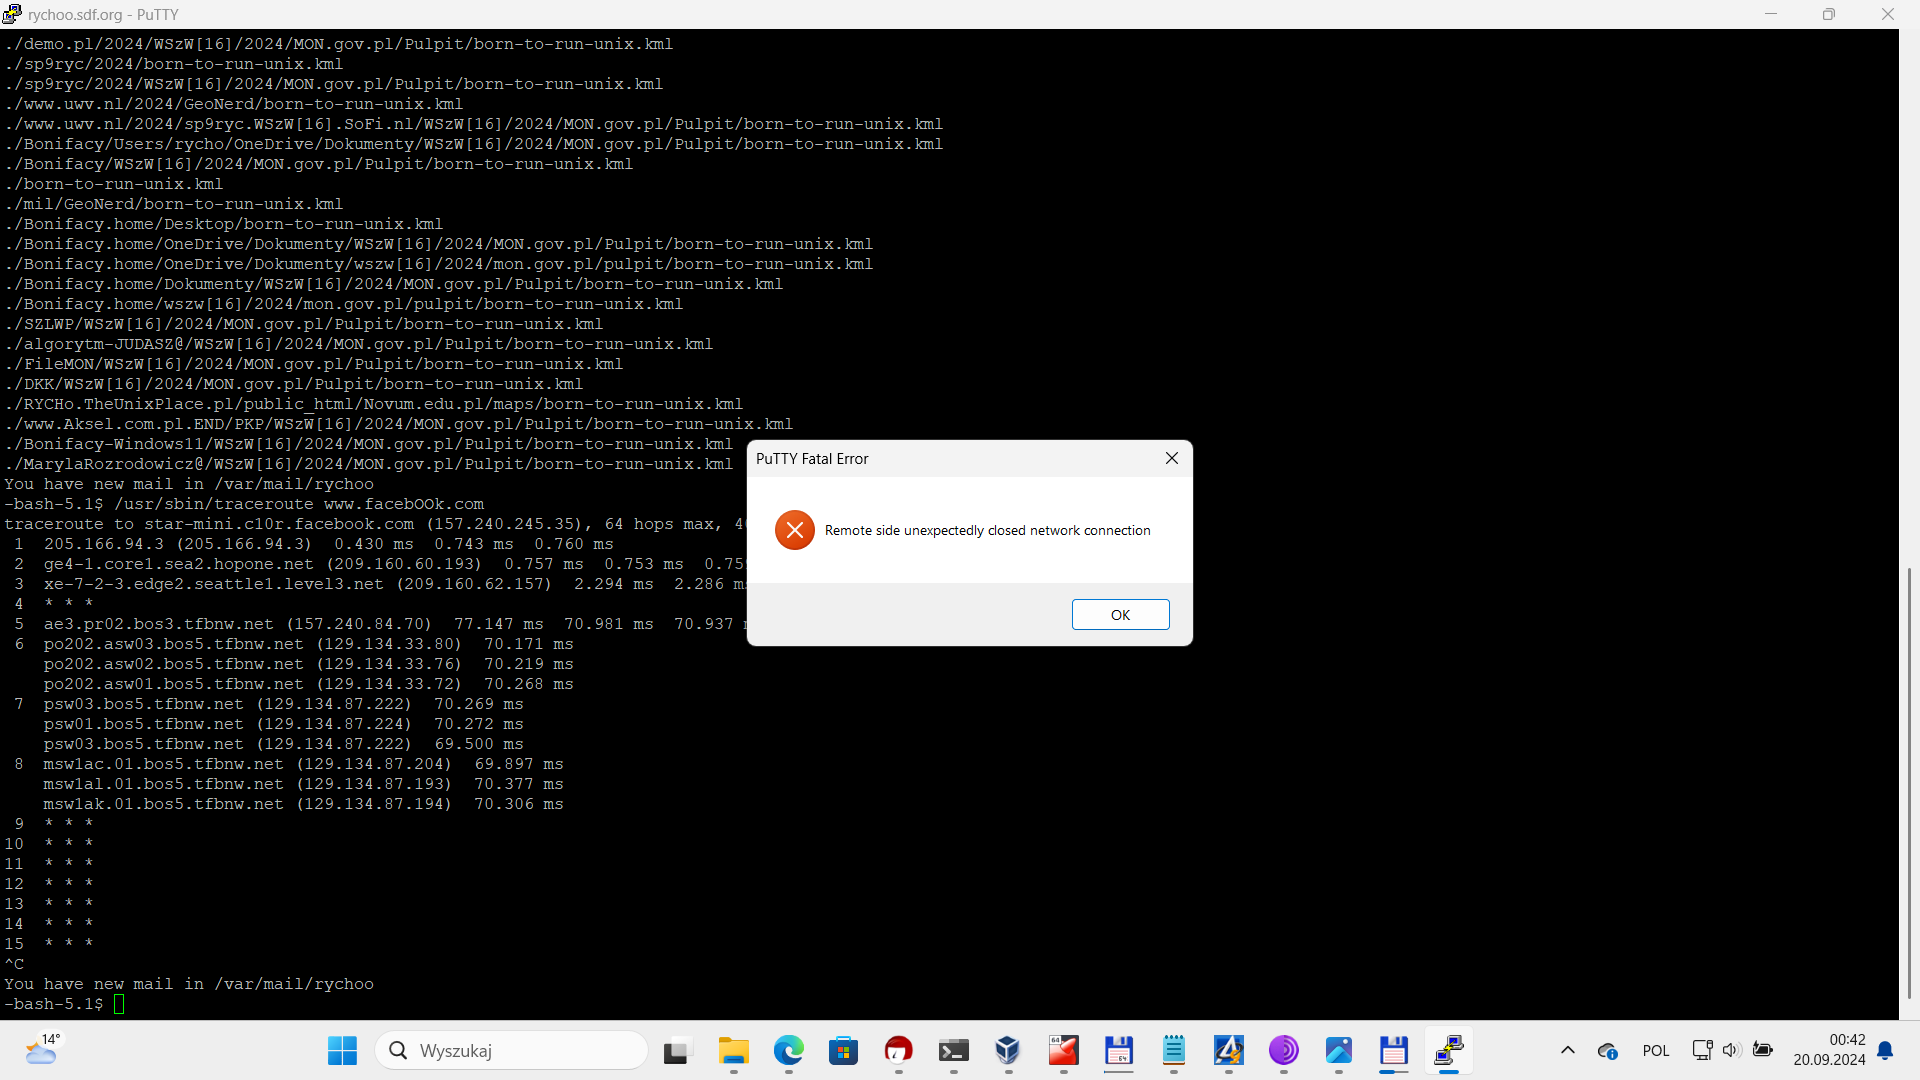 rychoo.sdf.org - PuTTY
./demo.pl/2024/WSzW[16]/2024/MON.gov.pl/Pulpit/born-to-run-unix.kml
./sp9ryc/2024/born-to-run-unix.kml
./sp9ryc/2024/WSzW[16]/2024/MON.gov.pl/Pulpit/born-to-run-unix.kml
./www.uwv.nl/2024/GeoNerd/born-to-run-unix.kml
./www.uwv.nl/2024/sp9ryc.WSzW[16].SoFi.nl/WSzW[16]/2024/MON.gov.pl/Pulpit/born-to-run-unix.kml
./Bonifacy/Users/rycho/OneDrive/Dokumenty/WSzW[16]/2024/MON.gov.pl/Pulpit/born-to-run-unix.kml
./Bonifacy/WSzW[16]/2024/MON.gov.pl/Pulpit/born-to-run-unix.kml
./born-to-run-unix.kml
./mil/GeoNerd/born-to-run-unix.kml
./Bonifacy.home/Desktop/born-to-run-unix.kml
./Bonifacy.home/OneDrive/Dokumenty/WSzW[16]/2024/MON.gov.pl/Pulpit/born-to-run-unix.kml
./Bonifacy.home/OneDrive/Dokumenty/wszw[16]/2024/mon.gov.pl/pulpit/born-to-run-unix.kml
./Bonifacy.home/Dokumenty/WSzW[16]/2024/MON.gov.pl/Pulpit/born-to-run-unix.kml
./Bonifacy.home/wszw[16]/2024/mon.gov.pl/pulpit/born-to-run-unix.kml
./SZLWP/WSzW[16]/2024/MON.gov.pl/Pulpit/born-to-run-unix.kml
./algorytm-JUDASZ@/WSzW[16]/2024/MON.gov.pl/Pulpit/born-to-run-unix.kml
./FileMON/WSzW[16]/2024/MON.gov.pl/Pulpit/born-to-run-unix.kml
./DKK/WSzW[16]/2024/MON.gov.pl/Pulpit/born-to-run-unix.kml
./RYCHo.TheUnixPlace.pl/public_html/Novum.edu.pl/maps/born-to-run-unix.kml
./www.Aksel.com.pl.END/PKP/WSzW[16]/2024/MON.gov.pl/Pulpit/born-to-run-unix.kml
./Bonifacy-Windows11/WSzW[16]/2024/MON.gov.pl/Pulpit/born-to-run-unix.kml
./MarylaRozrodowicz@/WSzW[16]/2024/MON.gov.pl/Pulpit/born-to-run-unix.kml
You have new mail in /var/mail/rychoo
-bash-5.1$ /usr/sbin/traceroute www.facebOOk.com
traceroute to star-mini.c10r.facebook.com (157.240.245.35), 64 hops max, 4
1 205.166.94.3 (205.166.94.3) 0.430 ms 0.743 ms 0.760 ms
2 ge4-1.core1.sea2.hopone.net (209.160.60.193) 0.757 ms 0.753 ms 0.75
3 xe-7-2-3.edge2.seattle1.level3.net (209.160.62.157) 2.294 ms 2.286 m
4 * * *
5 ae3.pr02.bos3.tfbnw.net (157.240.84.70) 77.147 ms 70.981 ms 70.937
6 po202.asw03.bos5.tfbnw.net (129.134.33.80) 70.171 ms
po202.asw02.bos5.tfbnw.net (129.134.33.76) 70.219 ms
po202.asw01.bos5.tfbnw.net (129.134.33.72) 70.268 ms
7 psw03.bos5.tfbnw.net (129.134.87.222) 70.269 ms
psw01.bos5.tfbnw.net (129.134.87.224) 70.272 ms
psw03.bos5.tfbnw.net (129.134.87.222) 69.500 ms
8 msw1ac.01.bos5.tfbnw.net (129.134.87.204) 69.897 ms
msw1al.01.bos5.tfbnw.net (129.134.87.193) 70.377 ms
msw1ak.01.bos5.tfbnw.net (129.134.87.194) 70.306 ms
9 * * *
10 * * *
11 * * *
12 * * *
13 * * *
14 * * *
15 * * *
^C
You have new mail in /var/mail/rychoo
-bash-5.1$
PuTTY Fatal Error
Remote side unexpectedly closed network connection
OK
14°
Wyszukaj
64
64
POL
00:42
20.09.2024